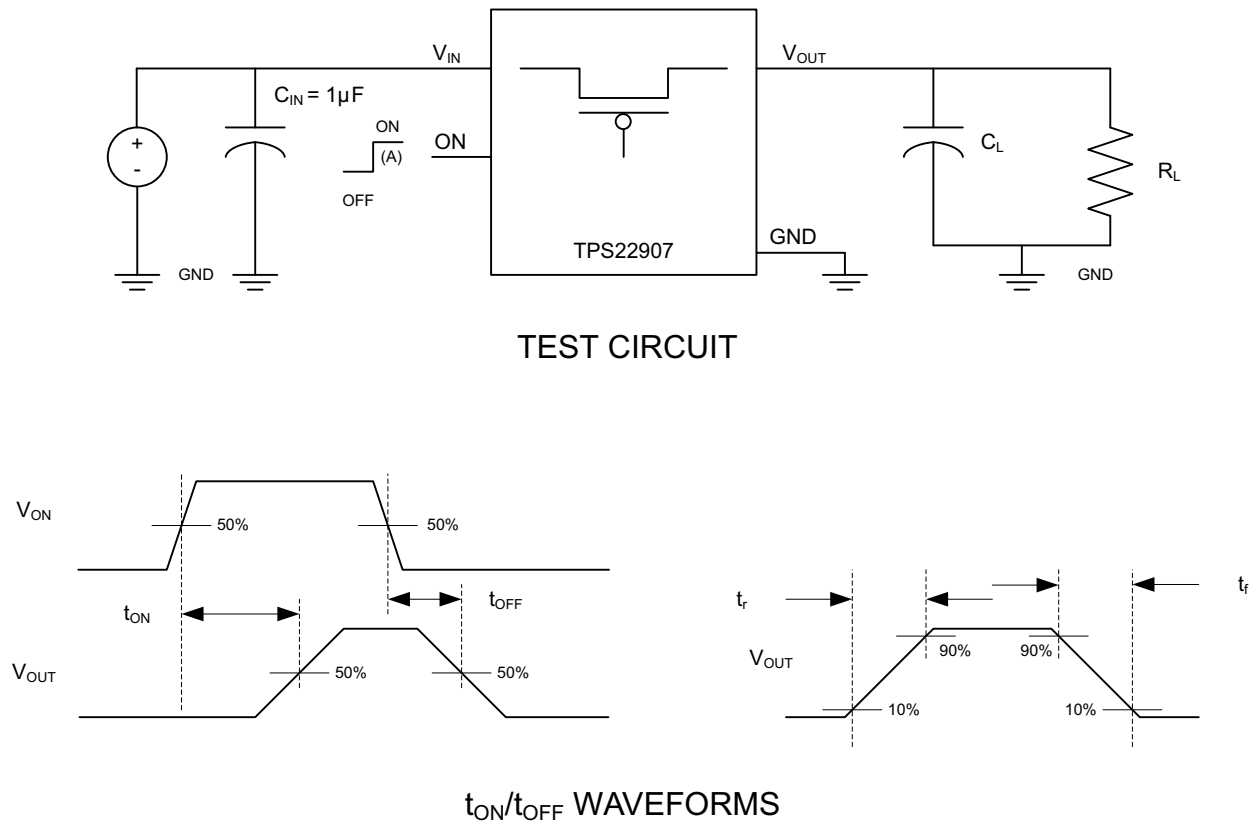 V_IN
V_OUT
C_IN = 1µF
ON
(A)
OFF
ON
+
-
C_L
R_L
GND
TPS22907
GND
GND
TEST CIRCUIT
V_ON
50%
50%
t_ON
t_OFF
V_OUT
50%
50%
t_r
t_f
V_OUT
90%
90%
10%
10%
t_ON/t_OFF WAVEFORMS